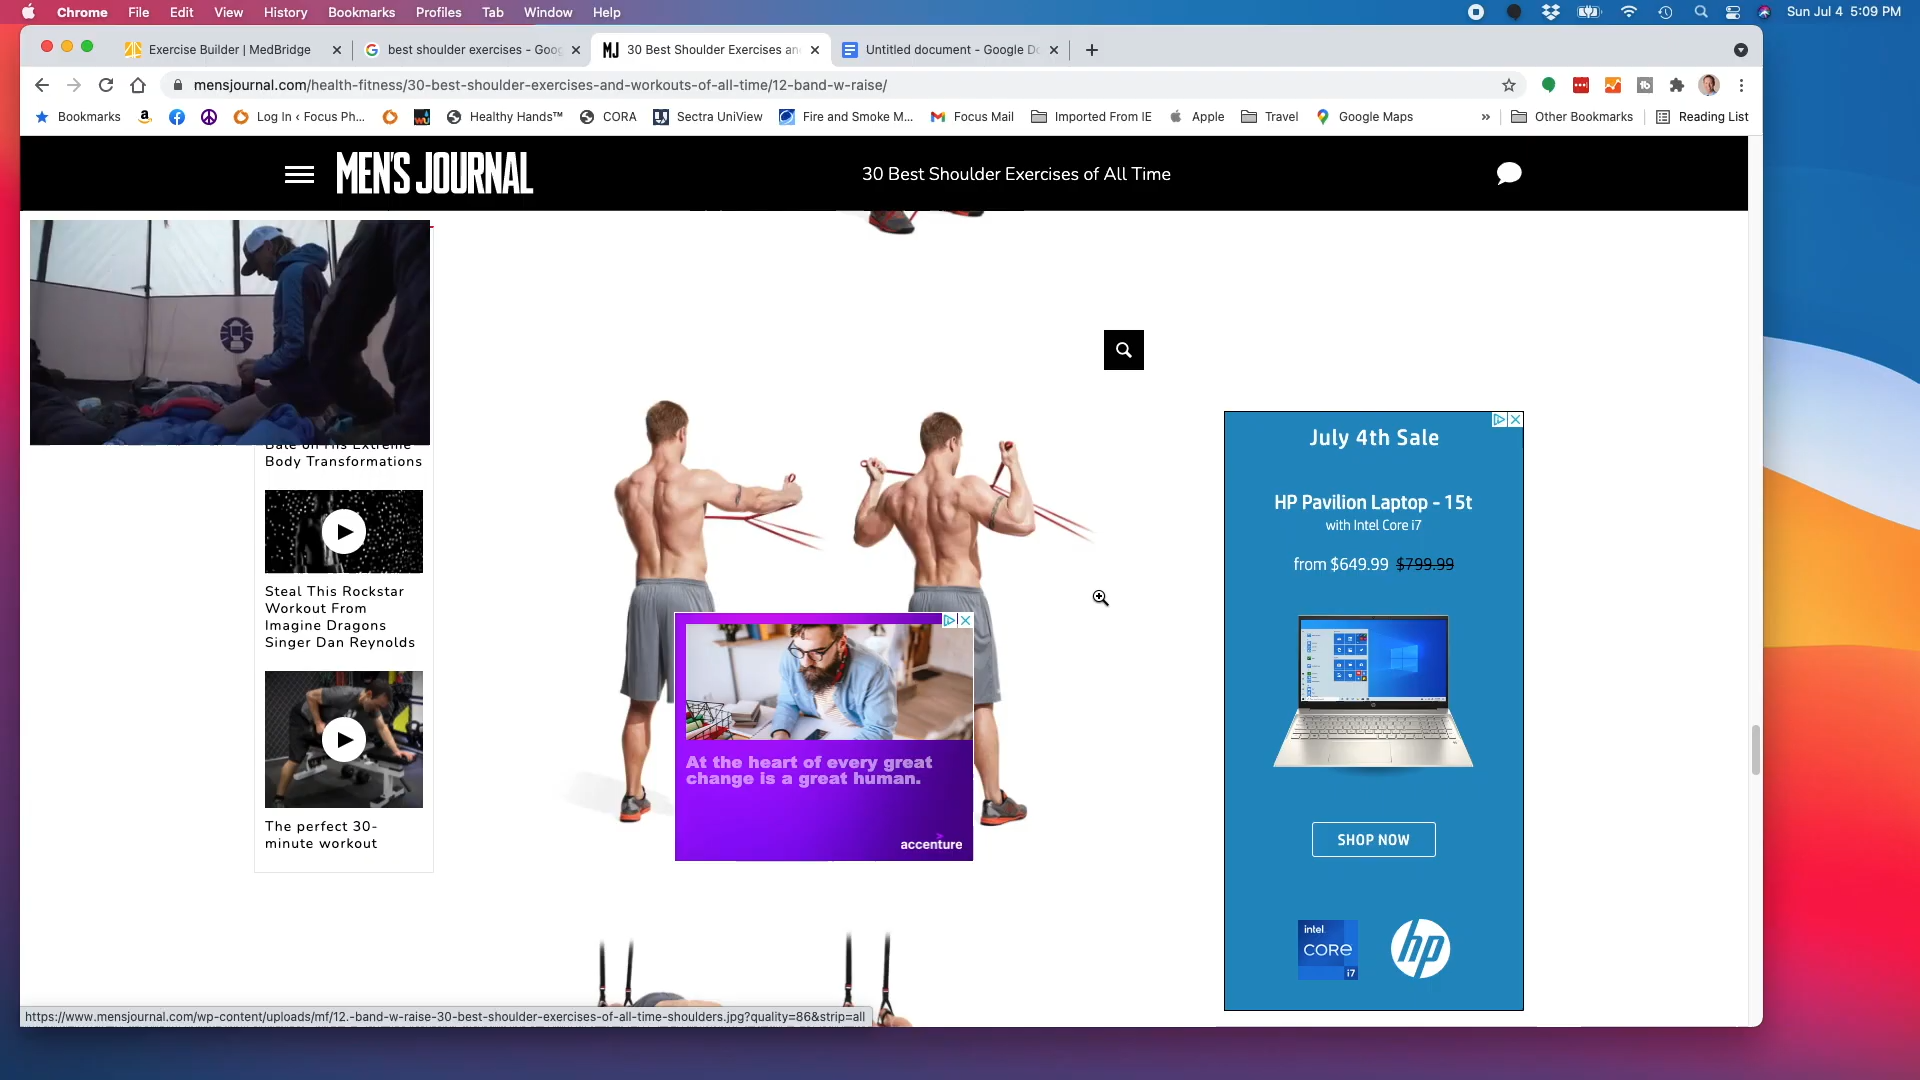 Chrome File Edit View History Bookmarks Profiles Tab Window Help Sun Jul 4 5:09 PM
Exercise Builder | MedBridge best shoulder exercises - Goog MJ 30 Best Shoulder Exercises an Untitled document - Google Do
mensjournal.com/health-fitness/30-best-shoulder-exercises-and-workouts-of-all-time/12-band-w-raise/
Bookmarks Log In ‹ Focus Ph... Healthy Hands™ CORA Sectra UniView Fire and Smoke M... Focus Mail Imported From IE Apple Travel Google Maps » Other Bookmarks Reading List
MEN'S JOURNAL 30 Best Shoulder Exercises of All Time
Bale on His Extreme
Body Transformations
Steal This Rockstar
Workout From
Imagine Dragons
Singer Dan Reynolds
The perfect 30-
minute workout
At the heart of every great
change is a great human.
accenture
July 4th Sale
HP Pavilion Laptop - 15t
with Intel Core i7
from $649.99 $799.99
SHOP NOW
intel.
CORE
i7
hp
https://www.mensjournal.com/wp-content/uploads/mf/12.-band-w-raise-30-best-shoulder-exercises-of-all-time-shoulders.jpg?quality=86&strip=all